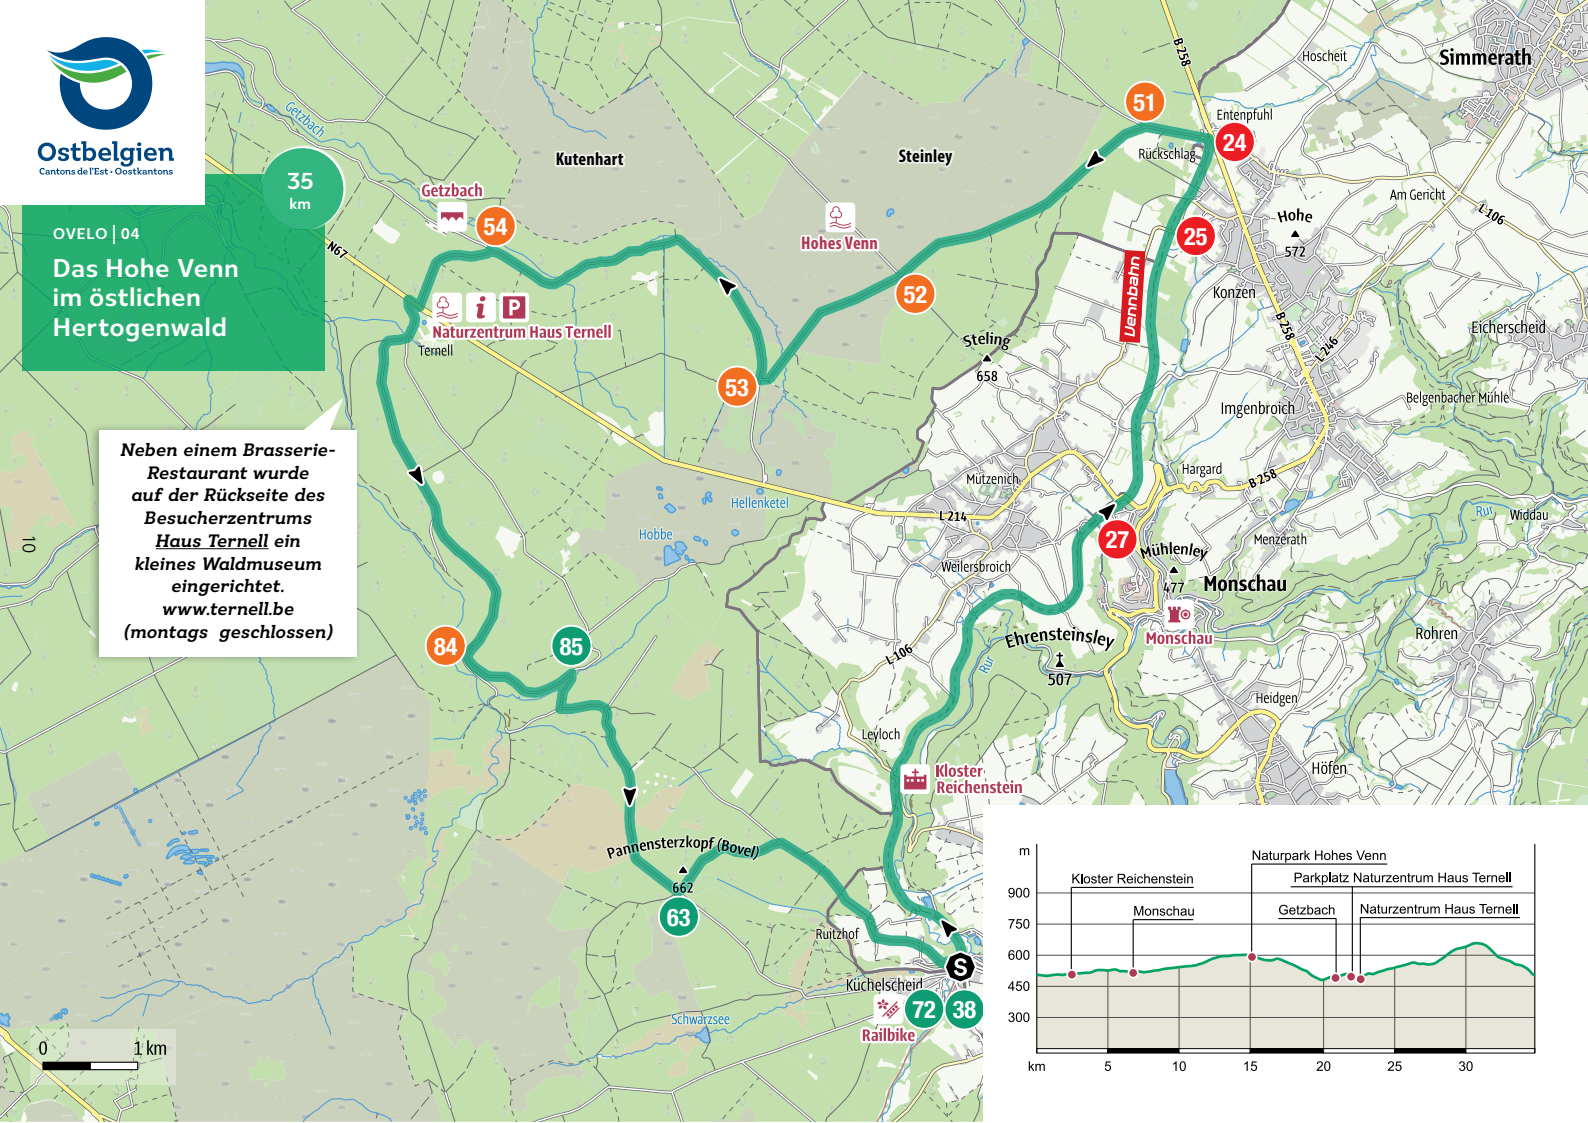 Ostbelgien
Cantons de l'Est • Oostkantons
35
km
OVELO | 04
Das Hohe Venn
im östlichen
Hertogenwald
Neben einem Brasserie-
Restaurant wurde
auf der Rückseite des
Besucherzentrums
Haus Ternell ein
kleines Waldmuseum
eingerichtet.
www.ternell.be
(montags geschlossen)
10
Getzbach
N67
Kutenhart
Steinley
Getzbach
54
Naturzentrum Haus Ternell
i
P
Ternell
Hohes Venn
52
53
51
B 258
Entenpfuhl
24
Rückschlag
25
Hoscheit
Simmerath
Am Gericht
L 106
Hohe
572
Konzen
Vennbahn
B 258
L 246
Eicherscheid
Steling
658
Imgenbroich
Belgenbacher Mühle
Hargard
B 258
Mützenich
L 214
Hellenketel
Hobbe
Weilersbroich
27
Mühlenley
477
Menzerath
Rur
Widdau
Monschau
Monschau
Ehrensteinsley
507
Rur
Rohren
Heidgen
Höfen
L 106
Leyloch
Kloster
Reichenstein
84
85
Pannensterzkopf (Bovel)
662
63
Ruitzhof
S
Küchelscheid
72
38
Railbike
Schwarzsee
0
1 km
m
900
750
600
450
300
km
5
10
15
20
25
30
Kloster Reichenstein
Monschau
Naturpark Hohes Venn
Parkplatz Naturzentrum Haus Ternell
Getzbach
Naturzentrum Haus Ternell